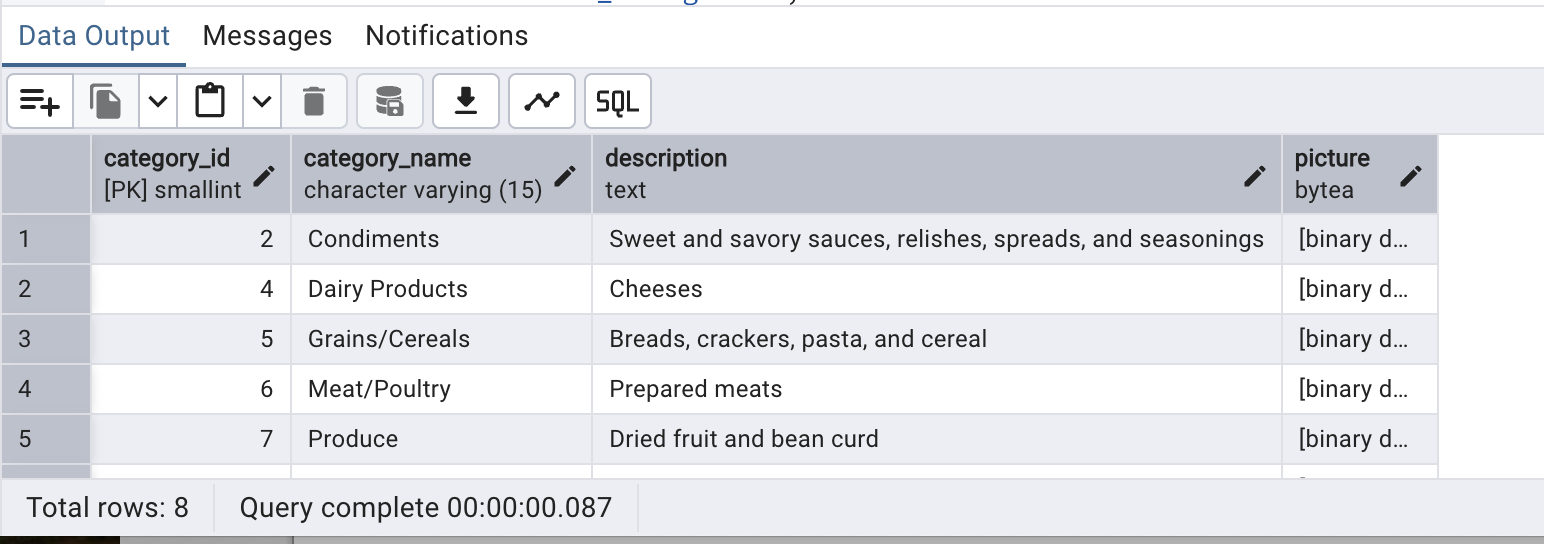 Data Output Messages Notifications
SQL
category_id category_name description picture
[PK] smallint character varying (15) text bytea
1 2 Condiments Sweet and savory sauces, relishes, spreads, and seasonings [binary d...
2 4 Dairy Products Cheeses [binary d...
3 5 Grains/Cereals Breads, crackers, pasta, and cereal [binary d...
4 6 Meat/Poultry Prepared meats [binary d...
5 7 Produce Dried fruit and bean curd [binary d...
Total rows: 8 Query complete 00:00:00.087